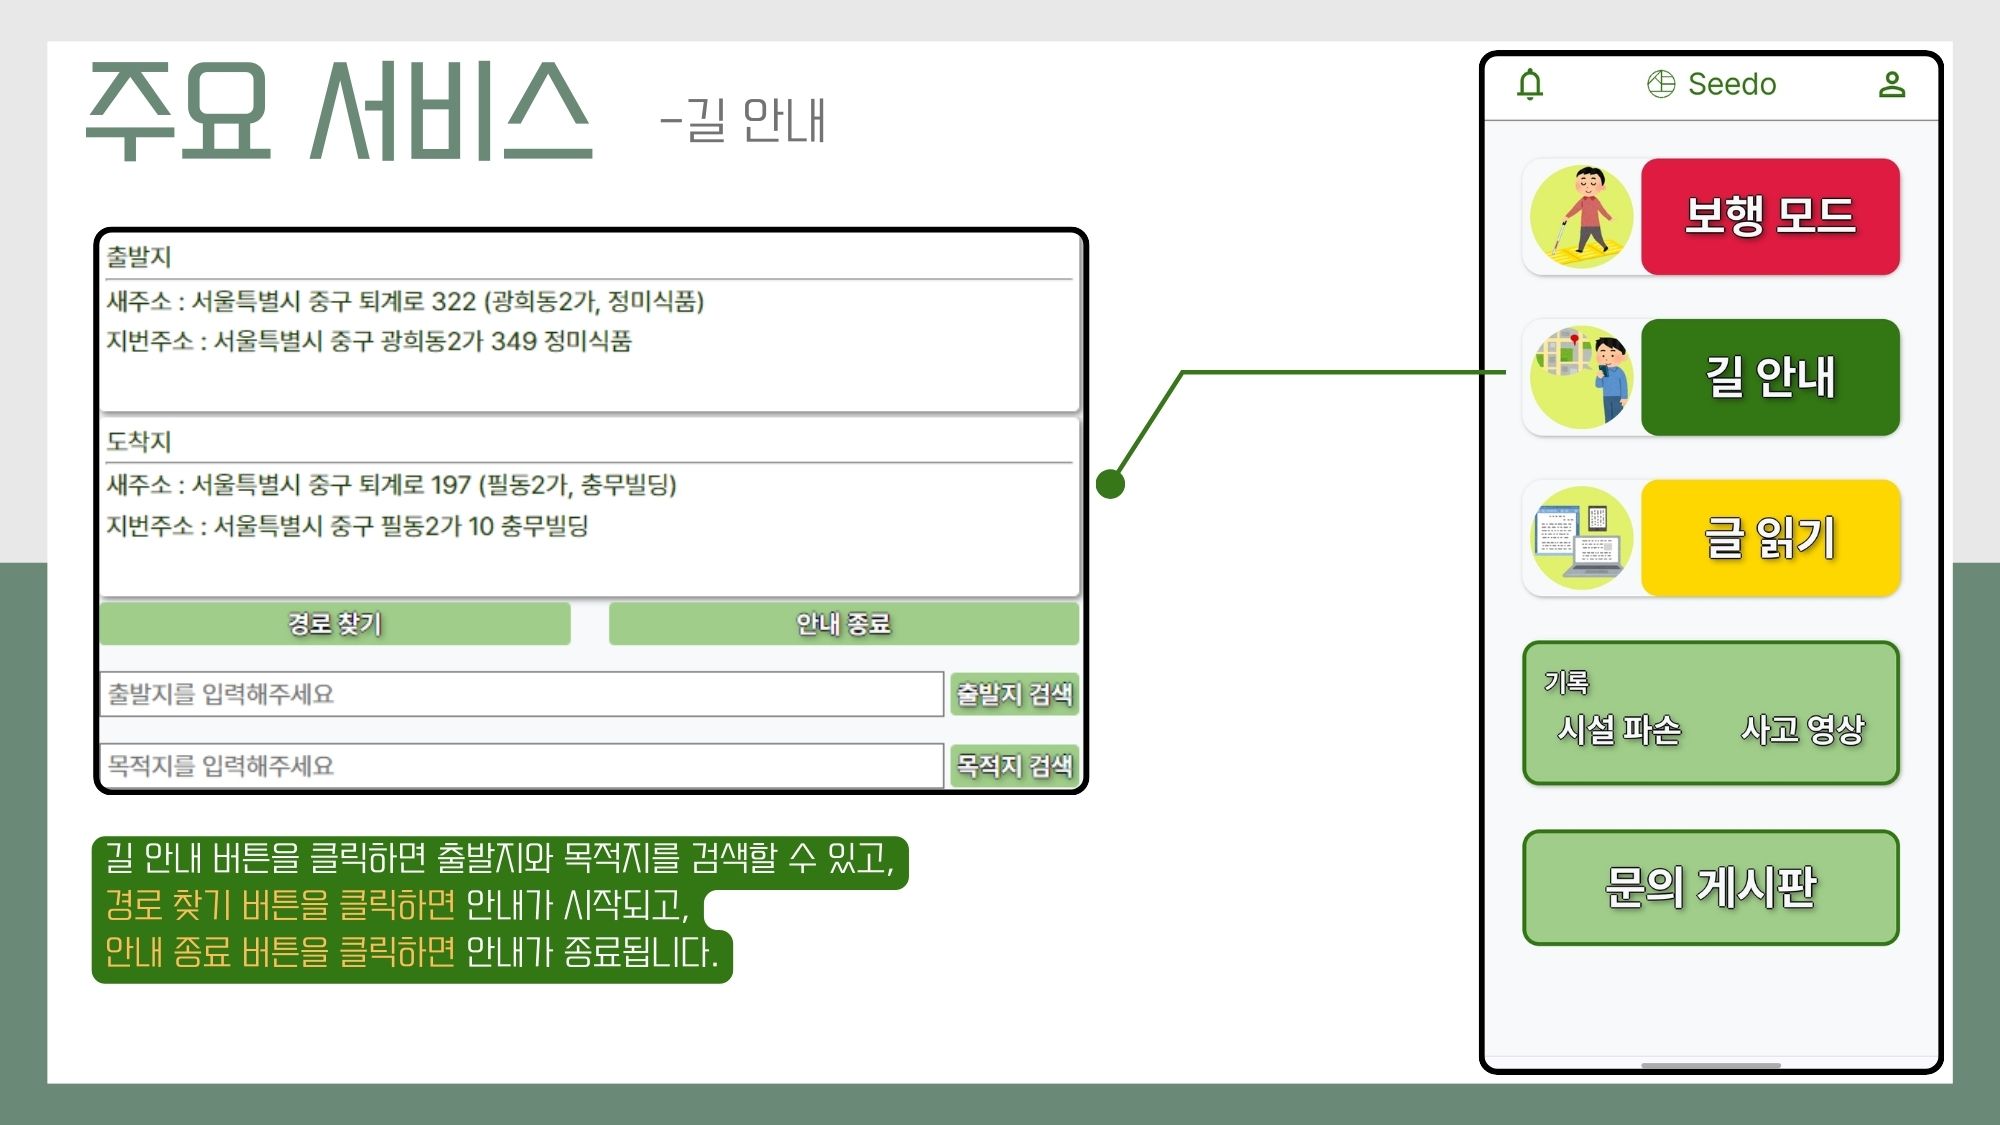 주요 서비스 -길 안내
출발지
새주소 : 서울특별시 중구 퇴계로 322 (광희동2가, 정미식품)
지번주소 : 서울특별시 중구 광희동2가 349 정미식품
도착지
새주소 : 서울특별시 중구 퇴계로 197 (필동2가, 충무빌딩)
지번주소 : 서울특별시 중구 필동2가 10 충무빌딩
경로 찾기 안내 종료
출발지를 입력해주세요 출발지 검색
목적지를 입력해주세요 목적지 검색
길 안내 버튼을 클릭하면 출발지와 목적지를 검색할 수 있고,
경로 찾기 버튼을 클릭하면 안내가 시작되고,
안내 종료 버튼을 클릭하면 안내가 종료됩니다.
Seedo
보행 모드
길 안내
글 읽기
기록
시설 파손 사고 영상
문의 게시판